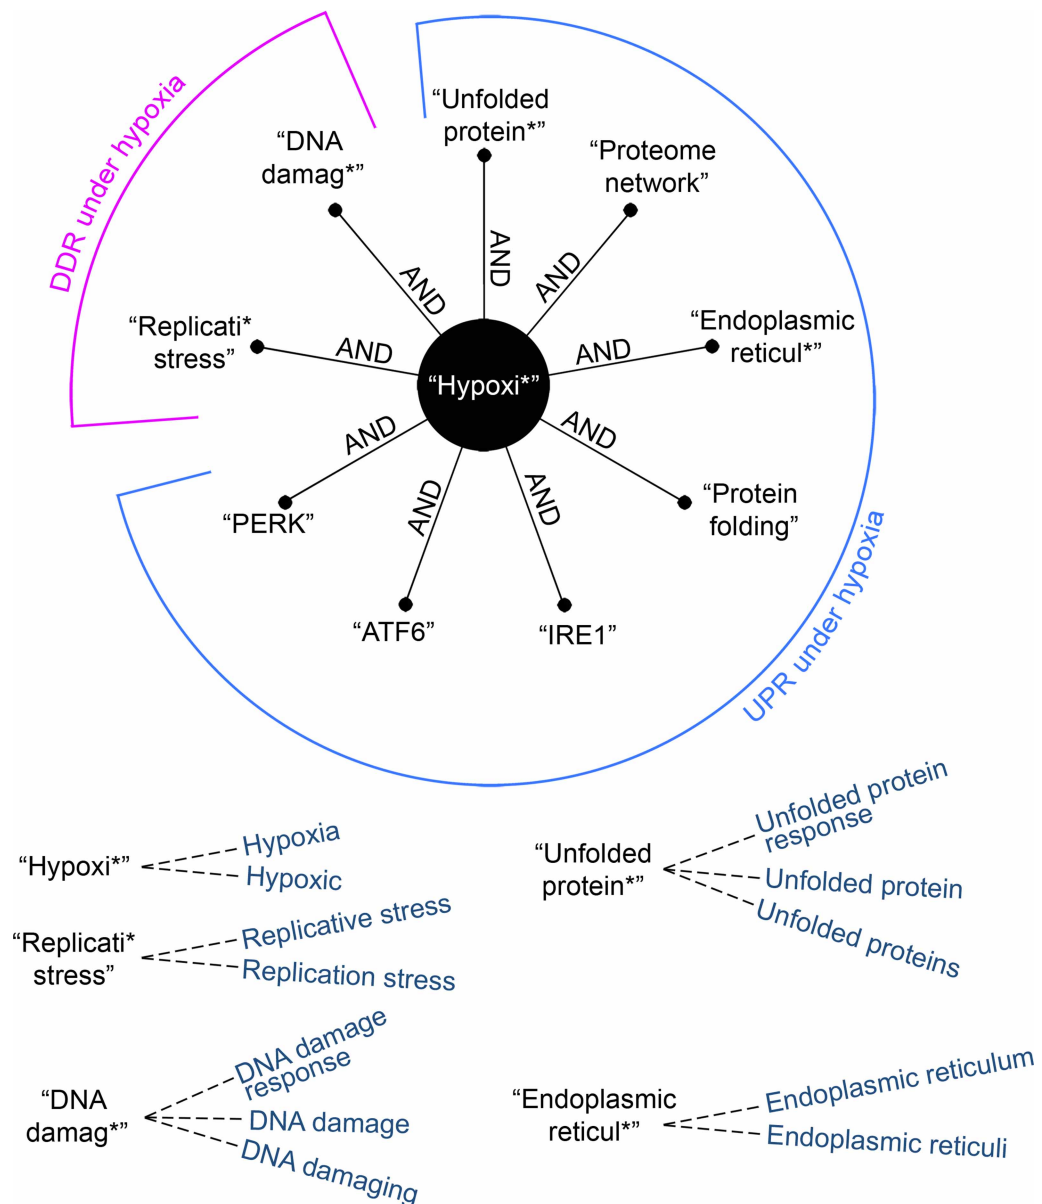 DDR under hypoxia
“Unfolded
protein*”
“DNA
damag*”
“Proteome
network”
AND
AND
AND
“Replicati*
stress”
AND
“Endoplasmic
reticul*”
AND
“Hypoxi*”
AND
AND
“PERK”
AND
AND
“Protein
folding”
“ATF6”
“IRE1”
UPR under hypoxia
“Hypoxi*”
Hypoxia
Hypoxic
“Replicati*
stress”
Replicative stress
Replication stress
“DNA
damag*”
DNA damage
response
DNA damage
DNA damaging
“Unfolded
protein*”
Unfolded protein
response
Unfolded protein
Unfolded proteins
“Endoplasmic
reticul*”
Endoplasmic reticulum
Endoplasmic reticuli